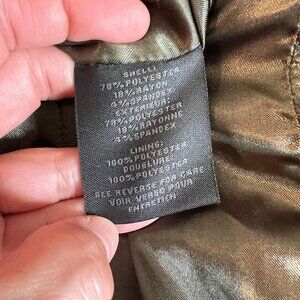 SHELL:
78%POLYESTER
18%RAYON
4%SPANDEX
EXTERIEUR:
78%POLYESTER
18%RAYONNE
4%SPANDEX
LINING:
100%POLYESTER
DOUBLURE:
100%POLYESTER
SEE REVERSE FOR CARE
VOIR VERSO POUR
ENTRETIEN